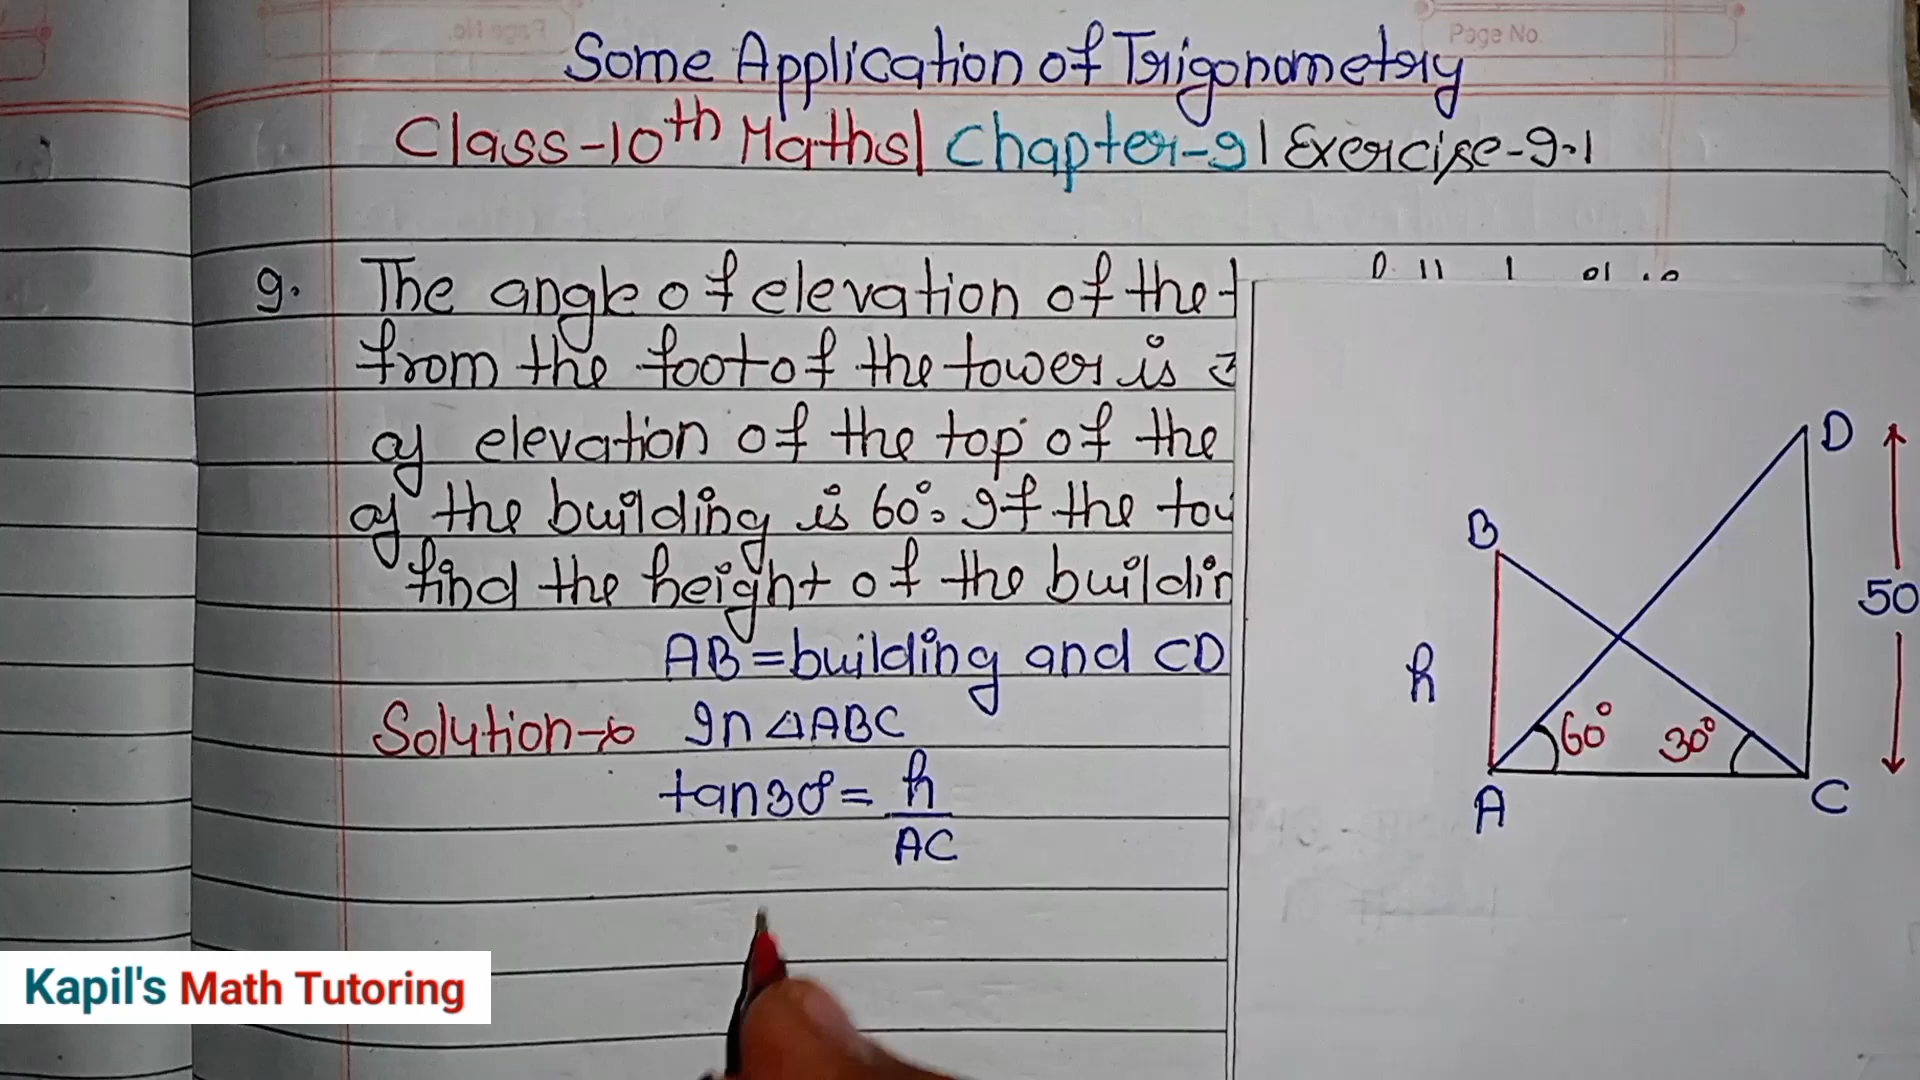 Page No.
Some Application of Trigonometry
Class-10th Maths| Chapter-9| Exercise-9.1
9. The angle of elevation of the
from the foot of the tower is
of elevation of the top of the
of the building is 60°. If the
find the height of the
AB=building and CD
Solution→ In △ABC
tan30°= h
AC
D
B
50
h
60° 30°
A C
Kapil's Math Tutoring